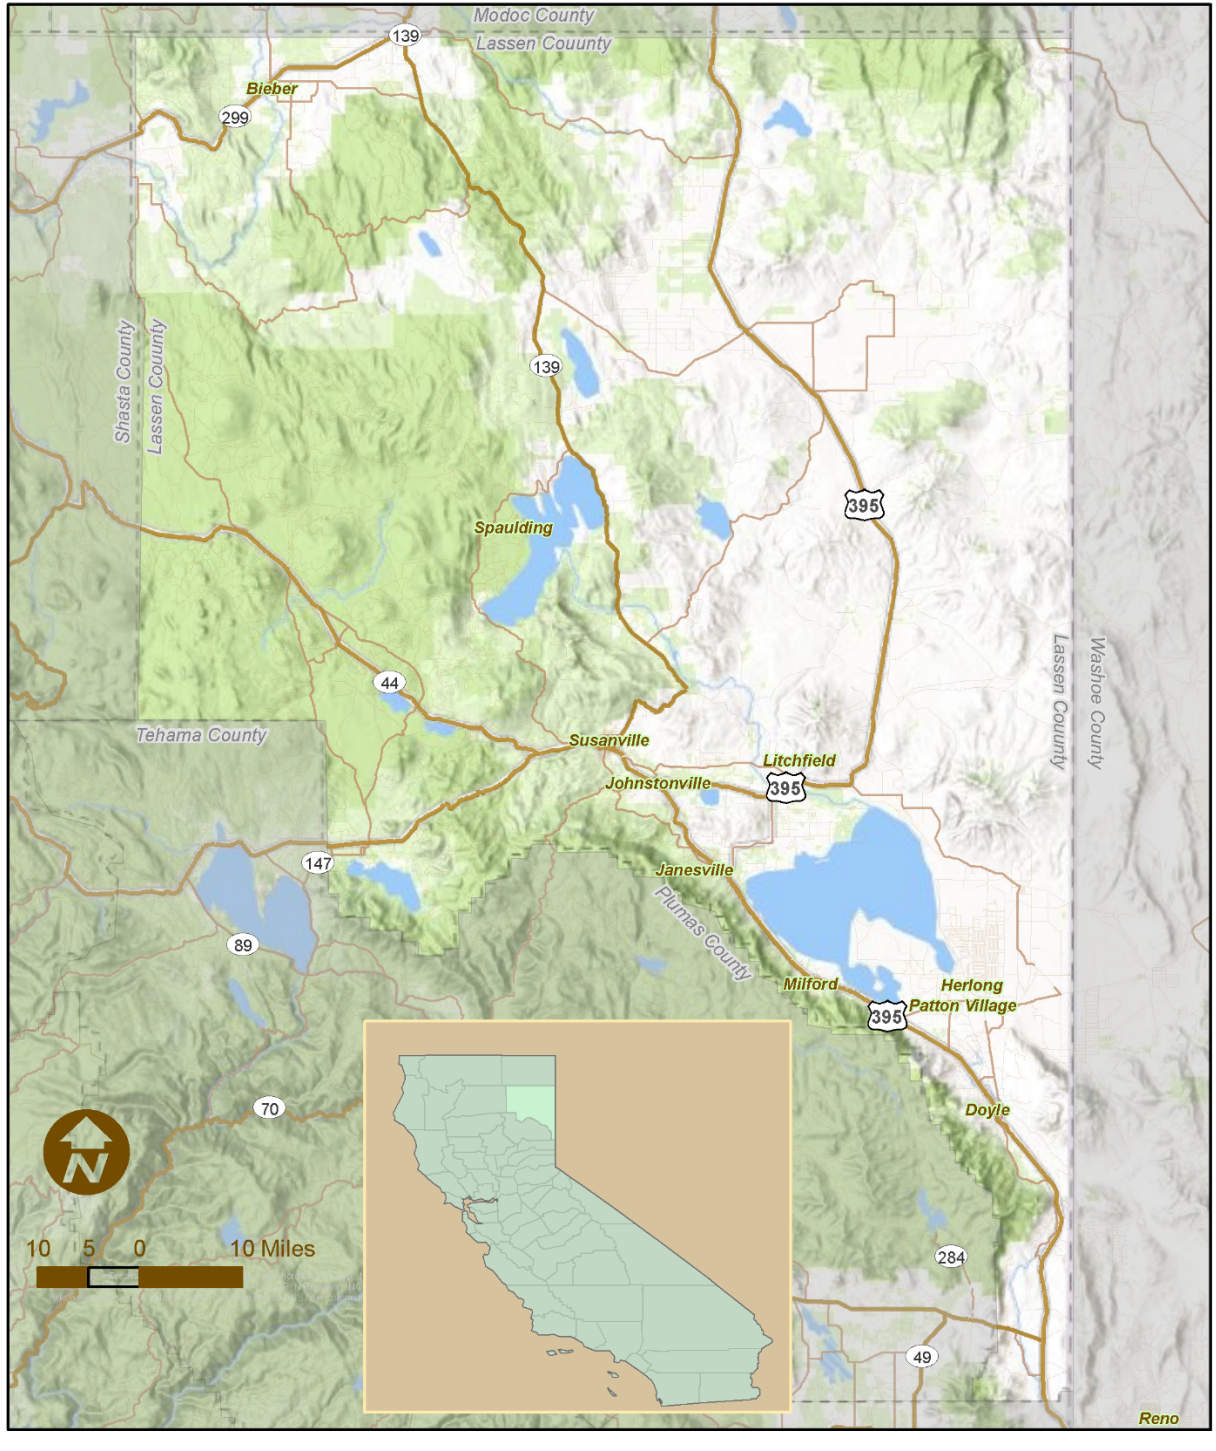 Modoc County
Lassen Couunty
139
Bieber
299
Shasta County
Lassen Couunty
139
395
Spaulding
Lassen Couunty
Washoe County
44
Tehama County
Susanville
Litchfield
Johnstonville
395
147
Janesville
Plumas County
89
Milford
Herlong
Patton Village
395
70
Doyle
N
10 5 0 10 Miles
284
49
Reno